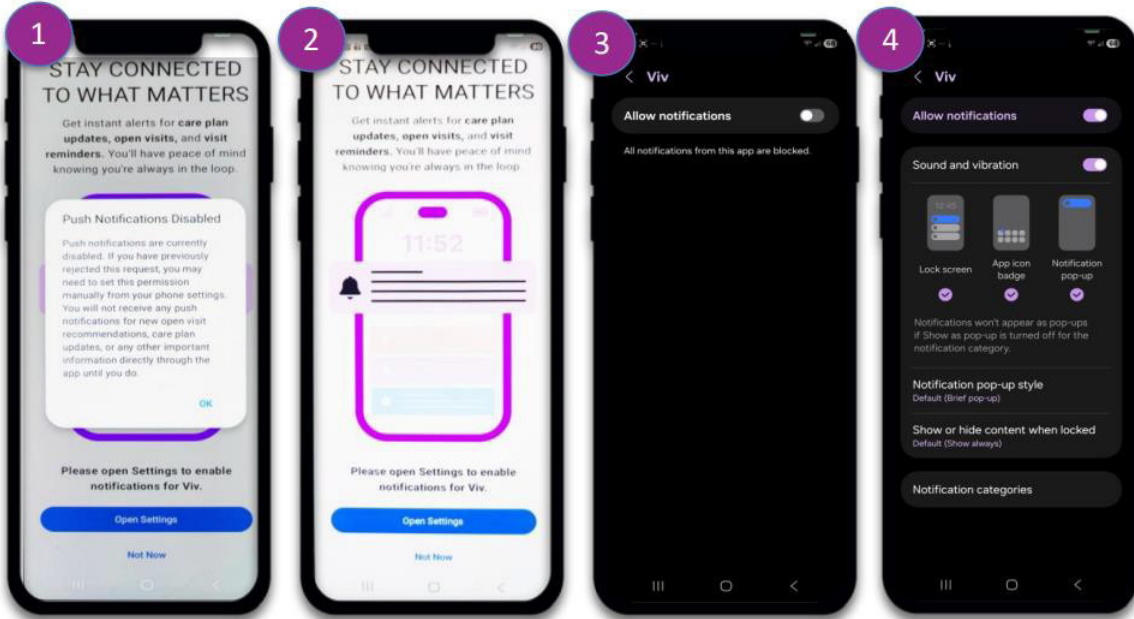 1
STAY CONNECTED
TO WHAT MATTERS
Get instant alerts for care plan
updates, open visits, and visit
reminders. You'll have peace of mind
knowing you're always in the loop.
Push Notifications Disabled
Push notifications are currently
disabled. If you have previously
rejected this request, you may
need to set this permission
manually from your phone settings.
You will not receive any push
notifications for new open visit
recommendations, care plan
updates, or any other important
information directly through the
app until you do.
OK
Please open Settings to enable
notifications for Viv.
Open Settings
Not Now
2
STAY CONNECTED
TO WHAT MATTERS
Get instant alerts for care plan
updates, open visits, and visit
reminders. You'll have peace of mind
knowing you're always in the loop
11:52
Please open Settings to enable
notifications for Viv.
Open Settings
Not Now
3
68
Viv
Allow notifications
All notifications from this app are blocked.
4
68
Viv
Allow notifications
Sound and vibration
12:45
Lock screen
App icon
badge
Notification
pop-up
Notifications won't appear as pop-ups
if Show as pop-up is turned off for the
notification category.
Notification pop-up style
Default (Brief pop-up)
Show or hide content when locked
Default (Show always)
Notification categories